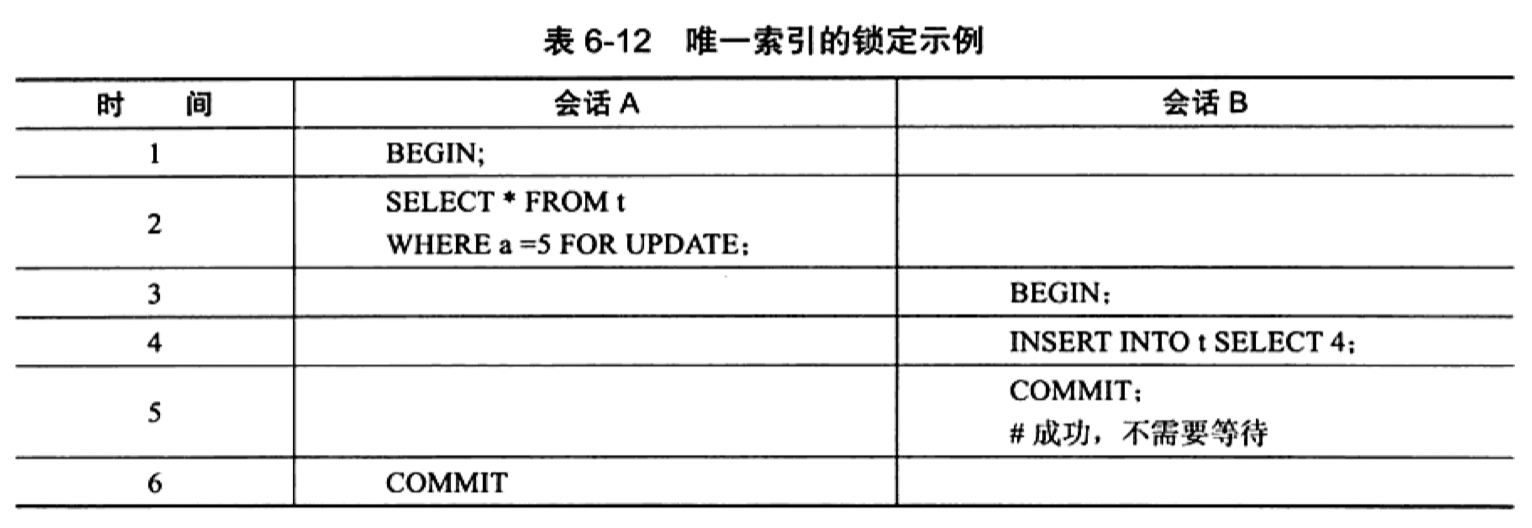 表 6-12 唯一索引的锁定示例
时 间 会话 A 会话 B
1 BEGIN;
2 SELECT * FROM t
WHERE a =5 FOR UPDATE;
3 BEGIN;
4 INSERT INTO t SELECT 4;
5 COMMIT;
# 成功，不需要等待
6 COMMIT